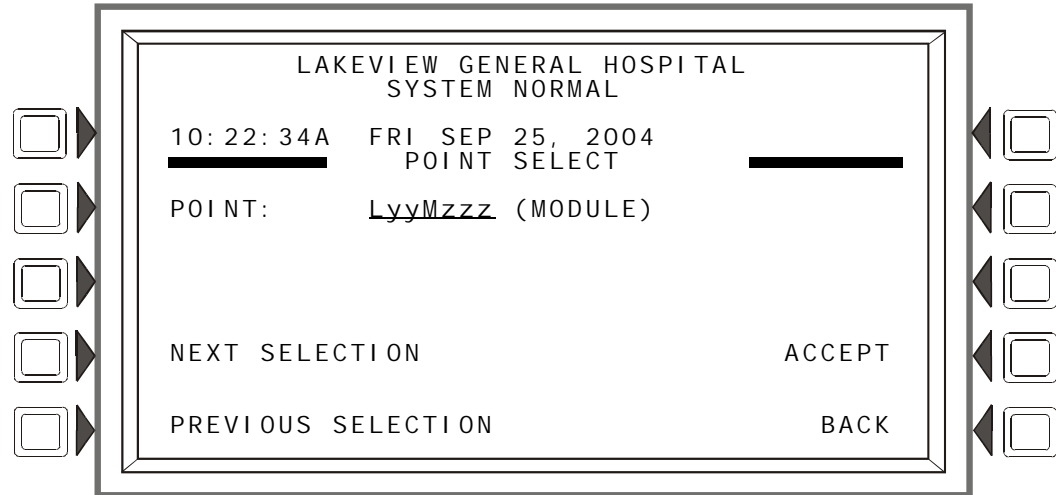 LAKEVIEW GENERAL HOSPITAL
SYSTEM NORMAL
10:22:34A FRI SEP 25, 2004
POINT SELECT
POINT: LyyMzzz (MODULE)
NEXT SELECTION ACCEPT
PREVIOUS SELECTION BACK